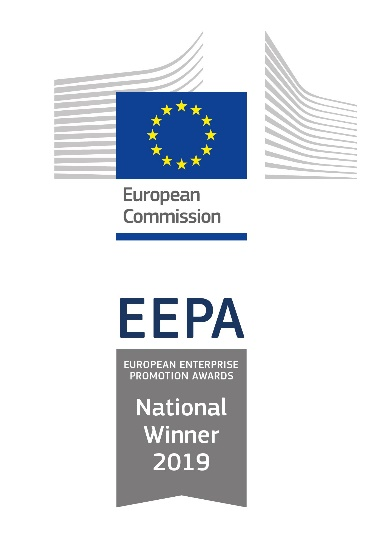 European
Commission
EEPA
EUROPEAN ENTERPRISE
PROMOTION AWARDS
National
Winner
2019